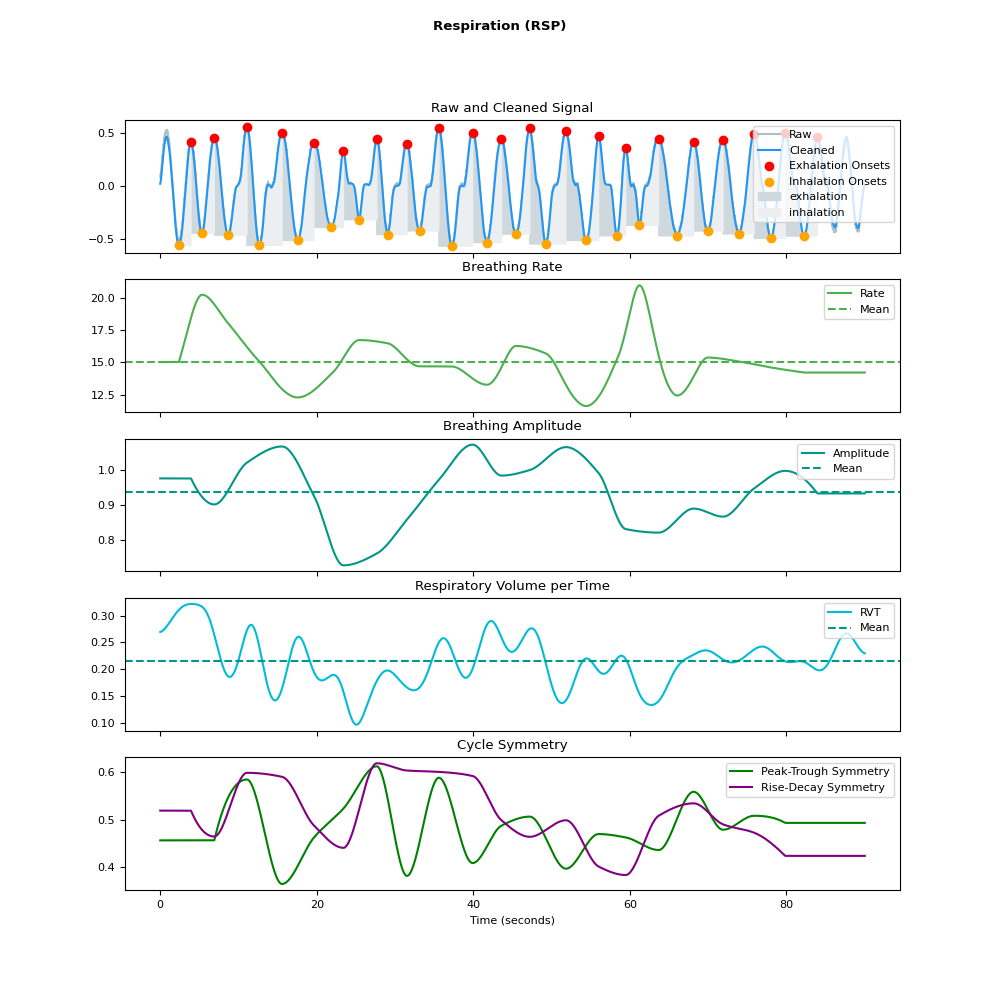 Respiration (RSP)
Raw and Cleaned Signal
0.5
0.0
−0.5
Raw
Cleaned
Exhalation Onsets
Inhalation Onsets
exhalation
inhalation
Breathing Rate
20.0
17.5
15.0
12.5
Rate
Mean
Breathing Amplitude
1.0
0.9
0.8
Amplitude
Mean
Respiratory Volume per Time
0.30
0.25
0.20
0.15
0.10
RVT
Mean
Cycle Symmetry
0.6
0.5
0.4
Peak-Trough Symmetry
Rise-Decay Symmetry
0 20 40 60 80
Time (seconds)